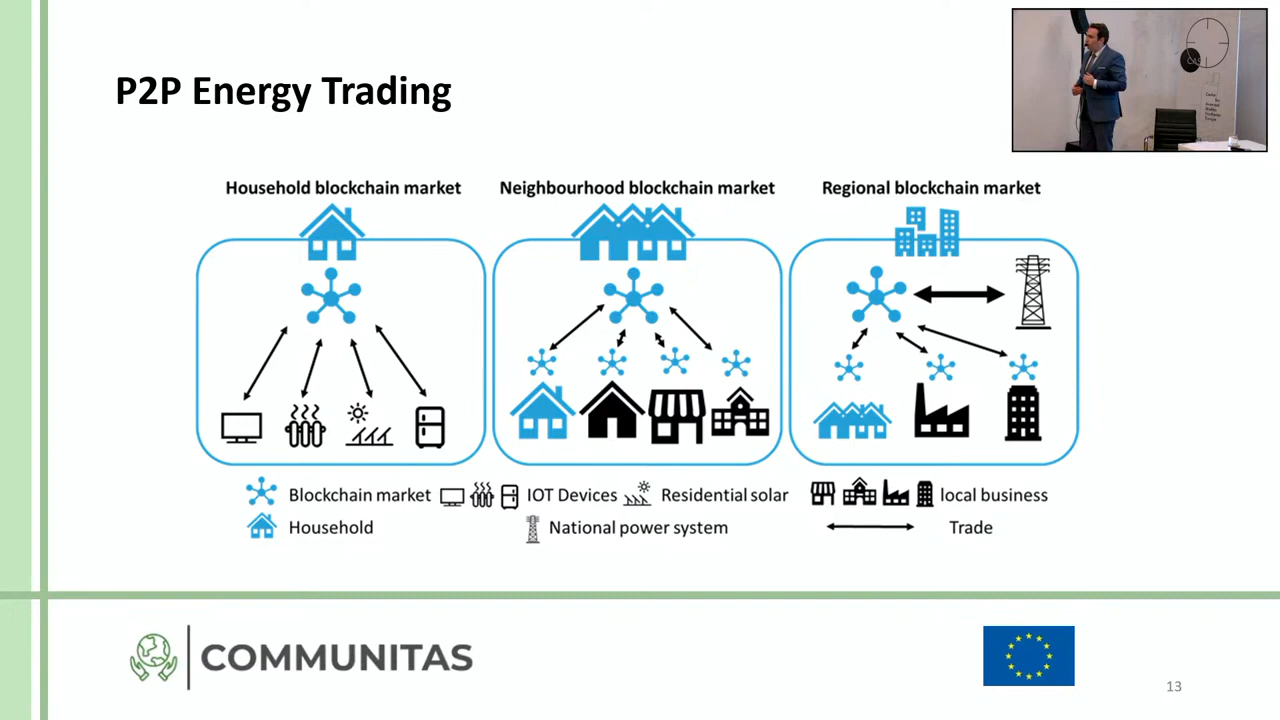 P2P Energy Trading
Household blockchain market
Neighbourhood blockchain market
Regional blockchain market
Blockchain market
IOT Devices
Residential solar
local business
Household
National power system
Trade
COMMUNITAS
13